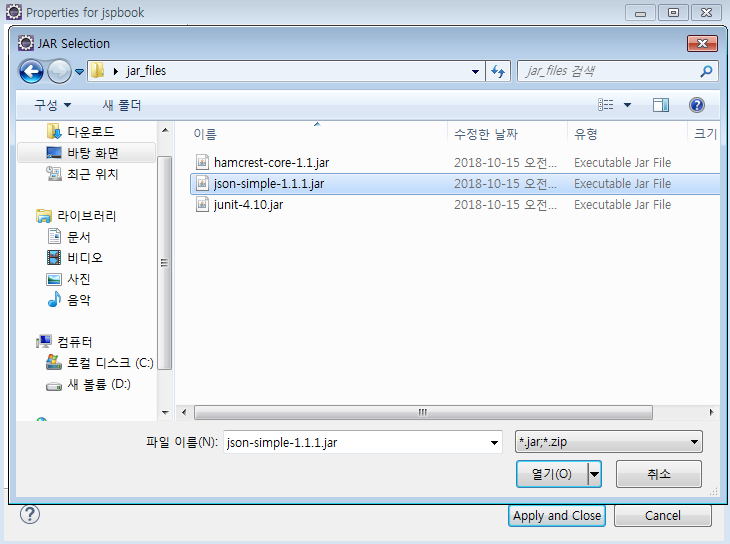 Properties for jspbook
JAR Selection
jar_files
jar_files 검색
구성
새 폴더
다운로드
바탕 화면
최근 위치
라이브러리
문서
비디오
사진
음악
컴퓨터
로컬 디스크 (C:)
새 볼륨 (D:)
이름 수정한 날짜 유형 크기
hamcrest-core-1.1.jar 2018-10-15 오전... Executable Jar File
json-simple-1.1.1.jar 2018-10-15 오전... Executable Jar File
junit-4.10.jar 2018-10-15 오전... Executable Jar File
파일 이름(N): json-simple-1.1.1.jar *.jar;*.zip
열기(O) 취소
Apply and Close Cancel